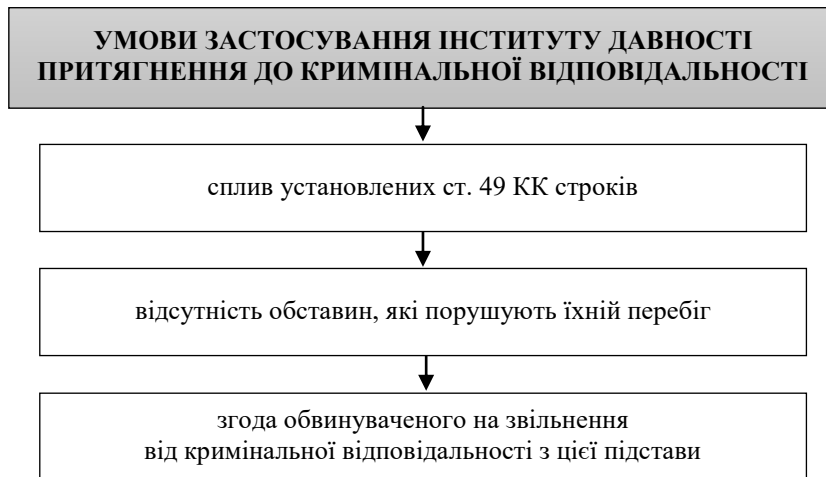 УМОВИ ЗАСТОСУВАННЯ ІНСТИТУТУ ДАВНОСТІ
ПРИТЯГНЕННЯ ДО КРИМІНАЛЬНОЇ ВІДПОВІДАЛЬНОСТІ
сплив установлених ст. 49 КК строків
відсутність обставин, які порушують їхній перебіг
згода обвинуваченого на звільнення
від кримінальної відповідальності з цієї підстави